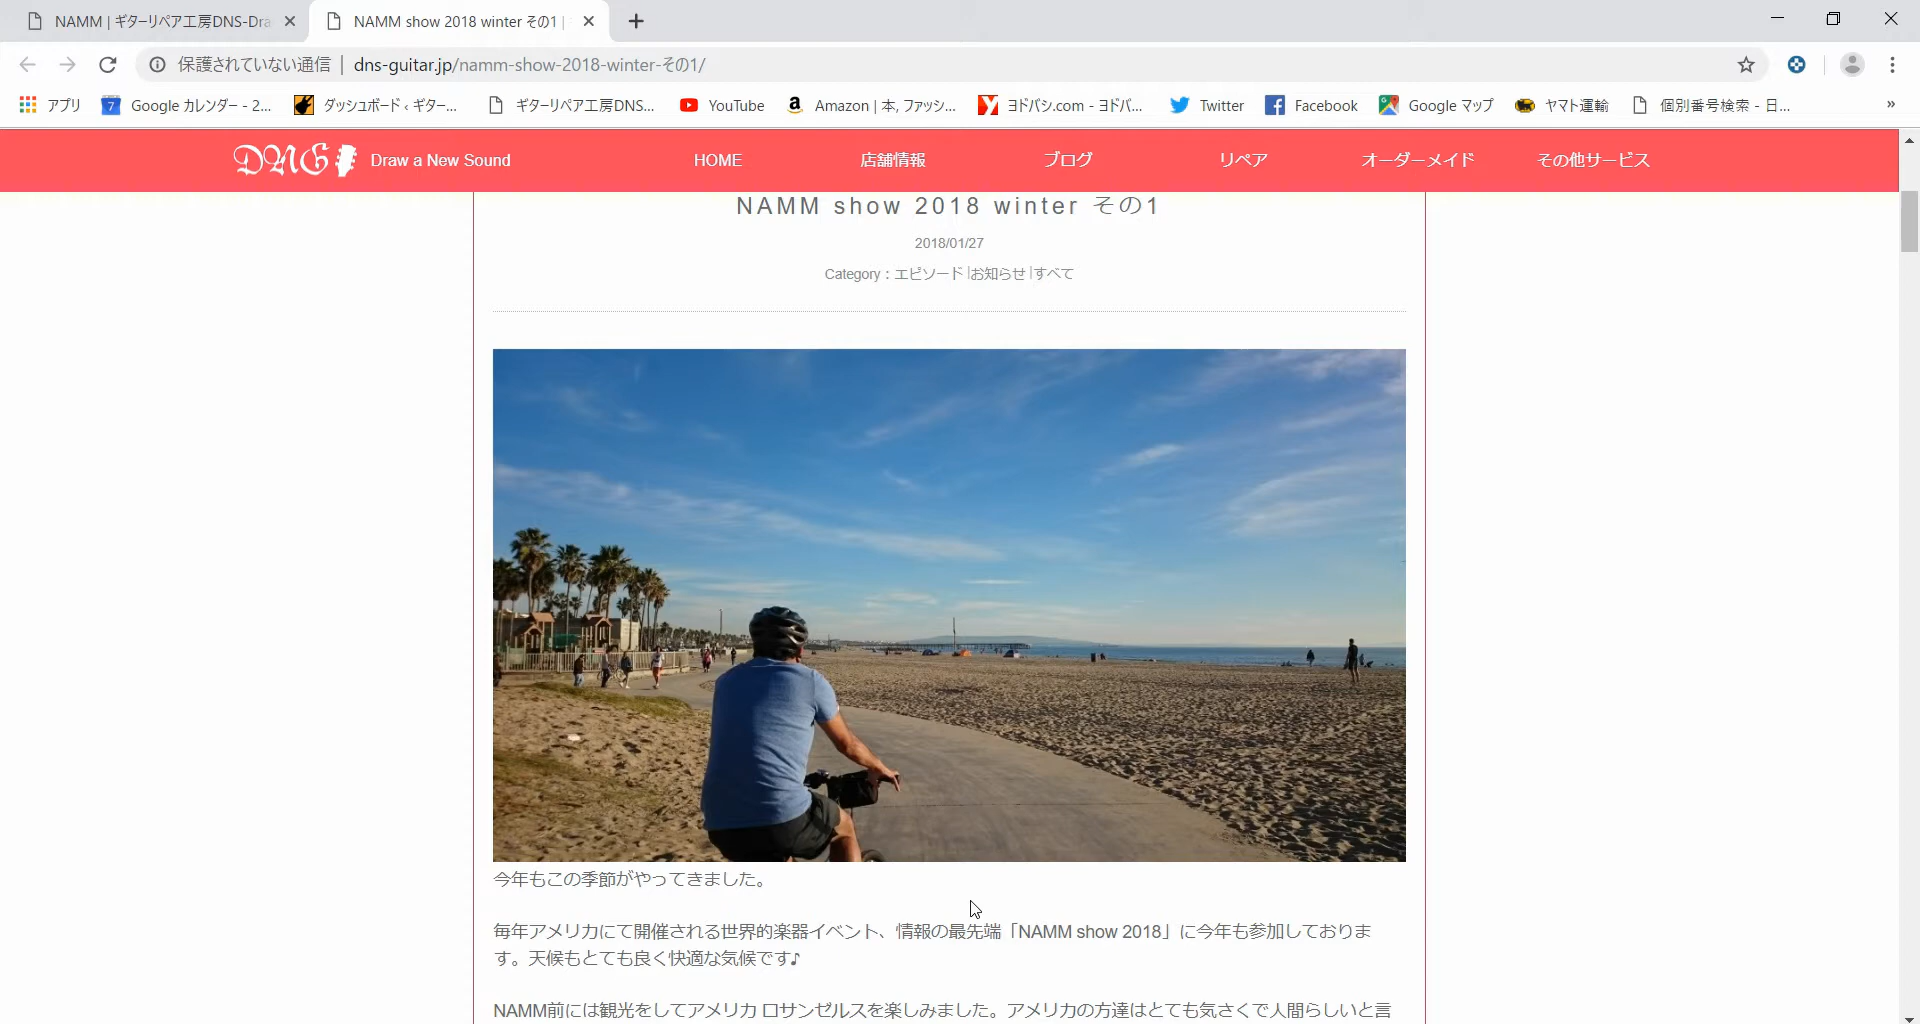 NAMM | ギターリペア工房DNS-Dra
NAMM show 2018 winter その1 |
保護されていない通信 | dns-guitar.jp/namm-show-2018-winter-その1/
アプリ Google カレンダー - 2... ダッシュボード ‹ ギター... ギターリペア工房DNS... YouTube Amazon | 本, ファッシ... ヨドバシ.com - ヨドバ... Twitter Facebook Google マップ ヤマト運輸 個別番号検索 - 日... »
DNS Draw a New Sound HOME 店舗情報 ブログ リペア オーダーメイド その他サービス
NAMM show 2018 winter その1
2018/01/27
Category：エピソード |お知らせ |すべて
今年もこの季節がやってきました。
毎年アメリカにて開催される世界的楽器イベント、情報の最先端「NAMM show 2018」に今年も参加しておりま
す。天候もとても良く快適な気候です♪
NAMM前には観光をしてアメリカ ロサンゼルスを楽しみました。アメリカの方達はとても気さくで人間らしいと言